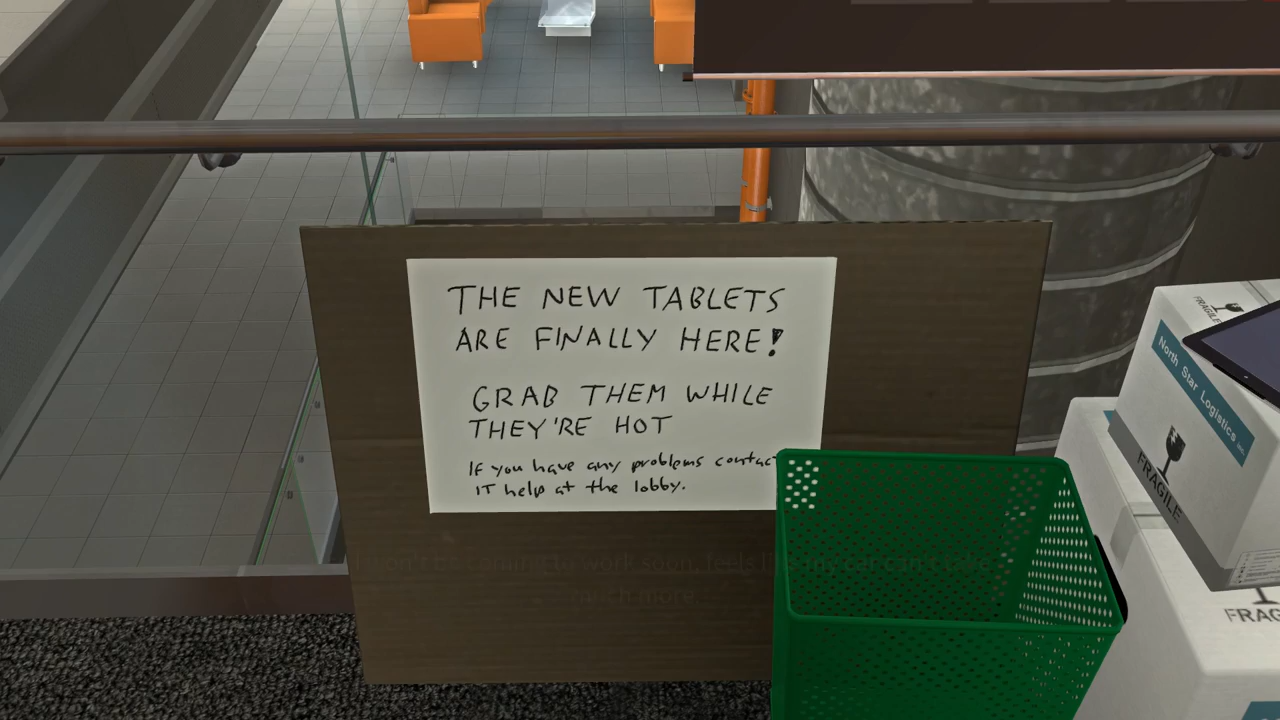 THE NEW TABLETS
ARE FINALLY HERE!
GRAB THEM WHILE
THEY'RE HOT
If you have any problems contac
IT help at the lobby.
FRAGILE
North Star Logistics
FRAGILE
FRAG